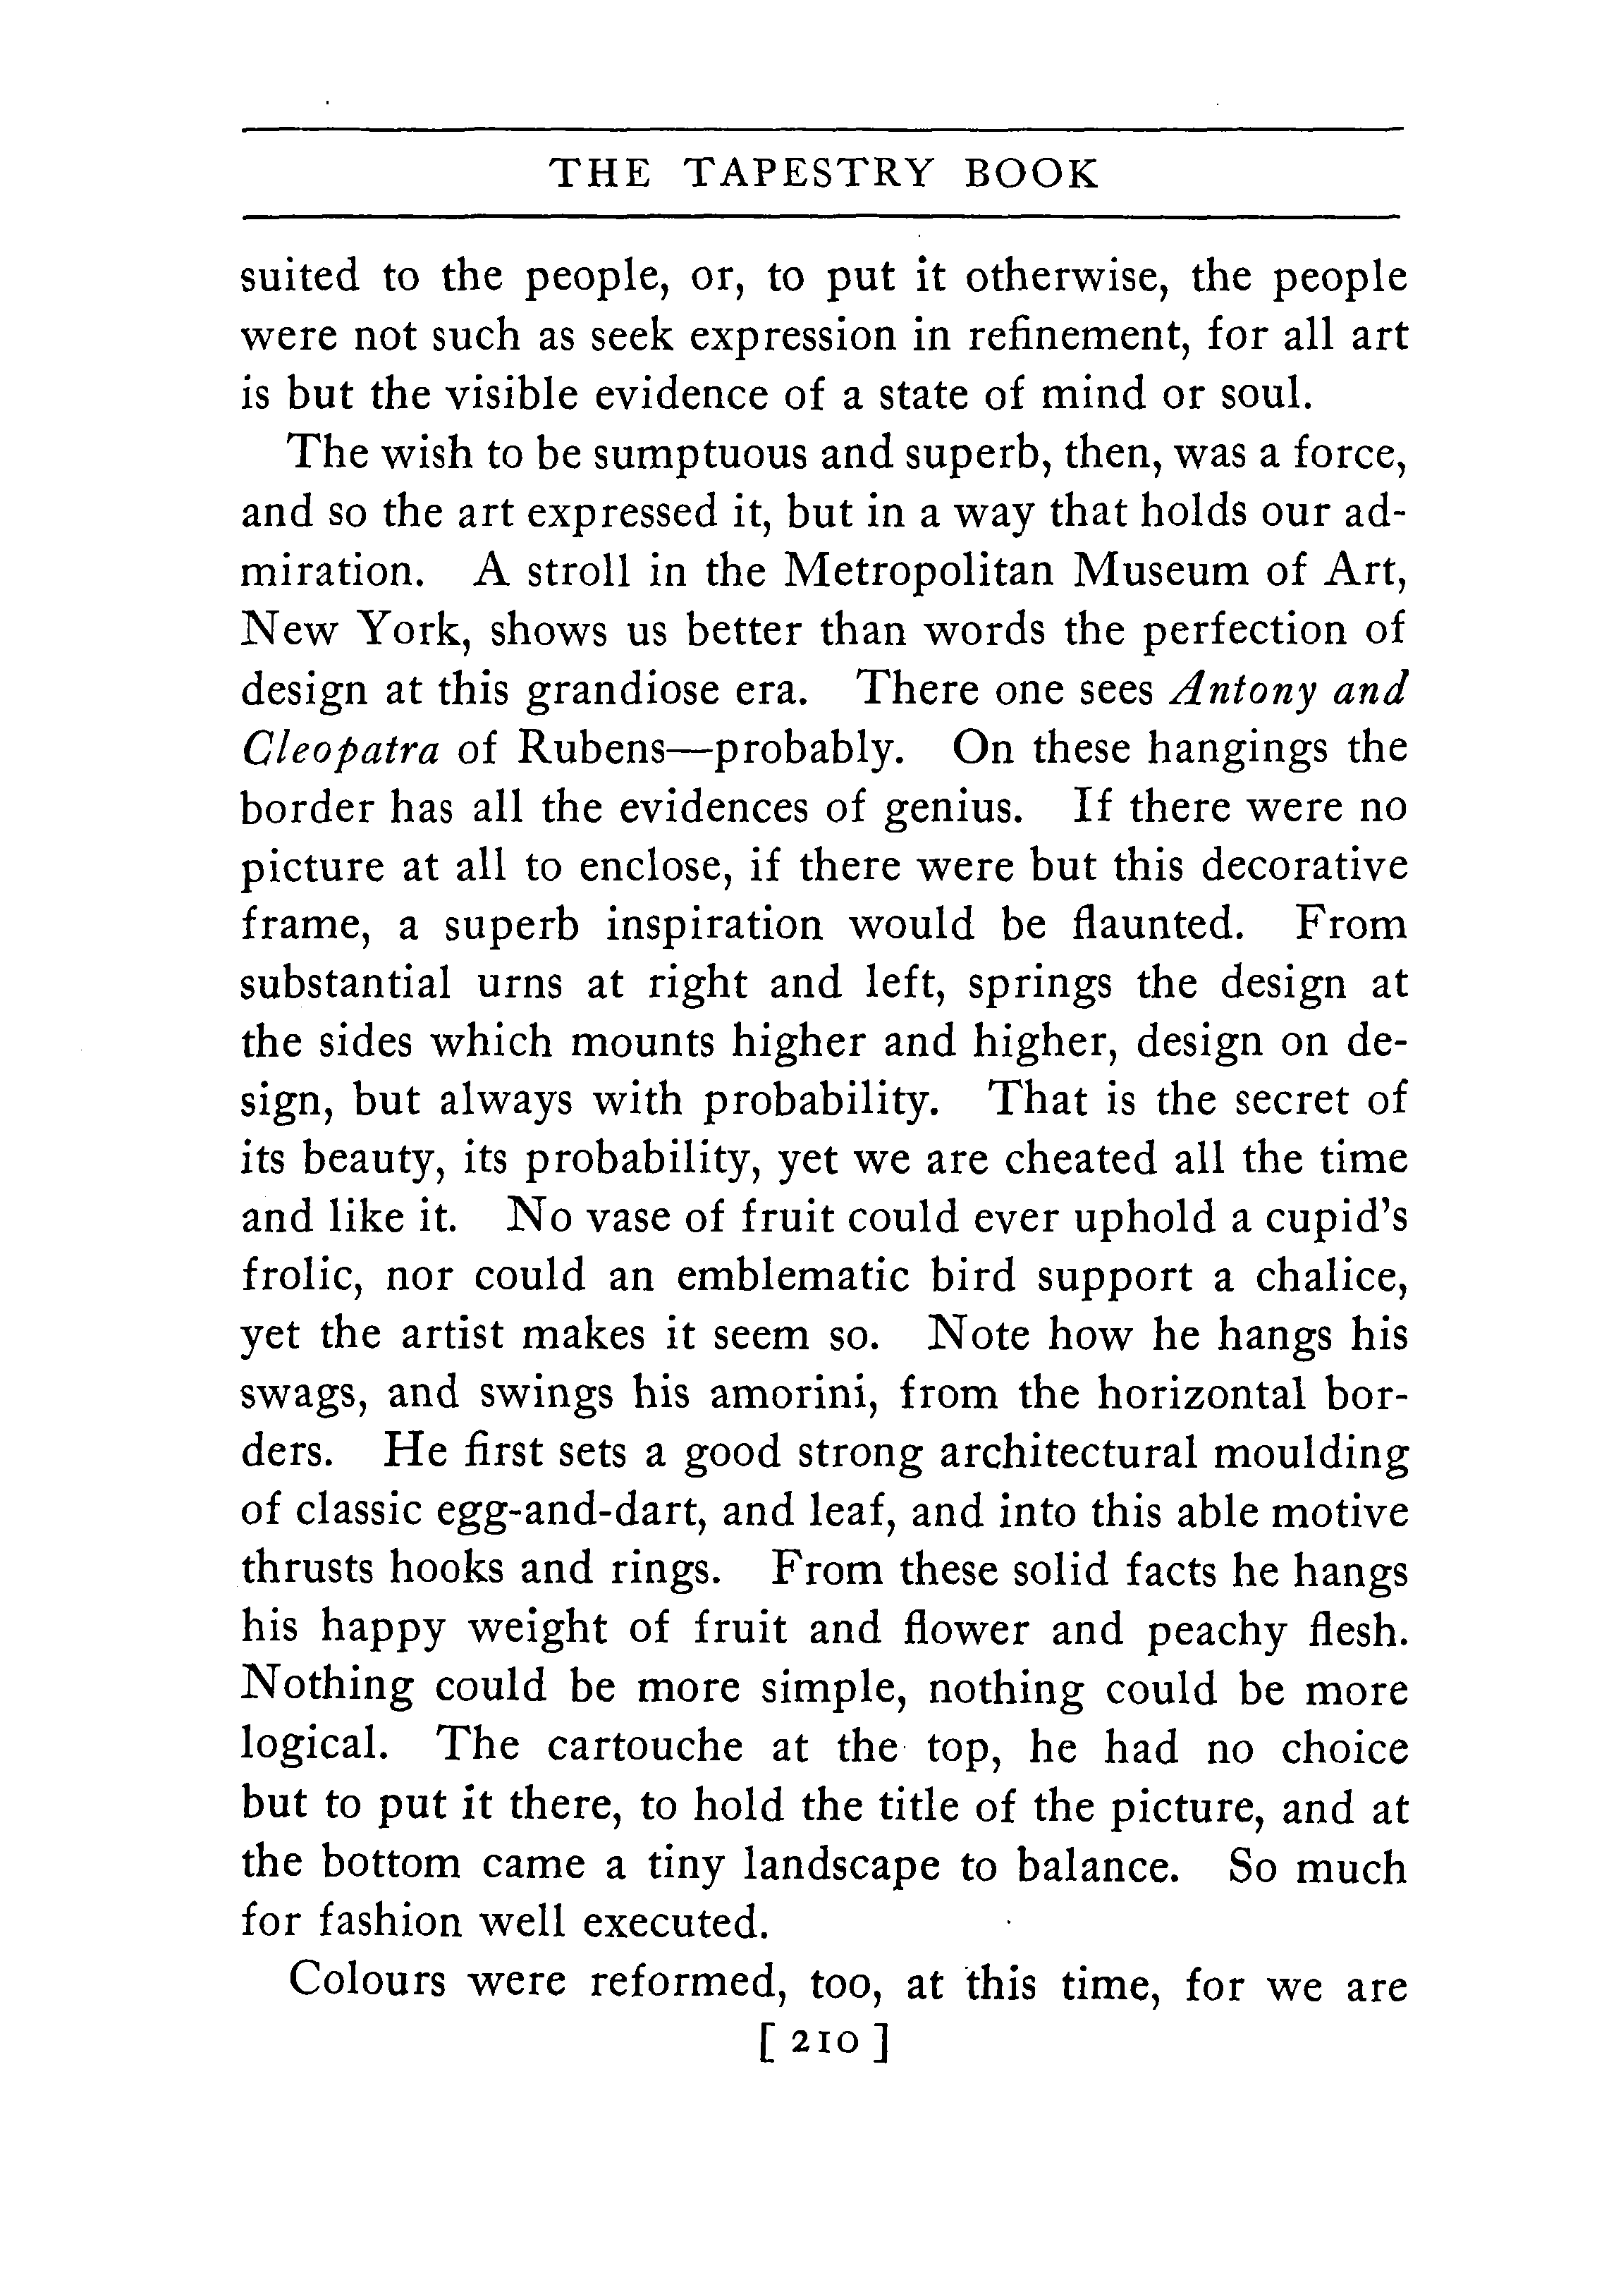 THE TAPESTRY BOOK
suited to the people, or, to put it otherwise, the people
were not such as seek expression in refinement, for all art
is but the visible evidence of a state of mind or soul.
The wish to be sumptuous and superb, then, was a force,
and so the art expressed it, but in a way that holds our ad-
miration. A stroll in the Metropolitan Museum of Art,
New York, shows us better than words the perfection of
design at this grandiose era. There one sees Antony and
Cleopatra of Rubens—probably. On these hangings the
border has all the evidences of genius. If there were no
picture at all to enclose, if there were but this decorative
frame, a superb inspiration would be flaunted. From
substantial urns at right and left, springs the design at
the sides which mounts higher and higher, design on de-
sign, but always with probability. That is the secret of
its beauty, its probability, yet we are cheated all the time
and like it. No vase of fruit could ever uphold a cupid's
frolic, nor could an emblematic bird support a chalice,
yet the artist makes it seem so. Note how he hangs his
swags, and swings his amorini, from the horizontal bor-
ders. He first sets a good strong architectural moulding
of classic egg-and-dart, and leaf, and into this able motive
thrusts hooks and rings. From these solid facts he hangs
his happy weight of fruit and flower and peachy flesh.
Nothing could be more simple, nothing could be more
logical. The cartouche at the top, he had no choice
but to put it there, to hold the title of the picture, and at
the bottom came a tiny landscape to balance. So much
for fashion well executed.
Colours were reformed, too, at this time, for we are
[ 210 ]